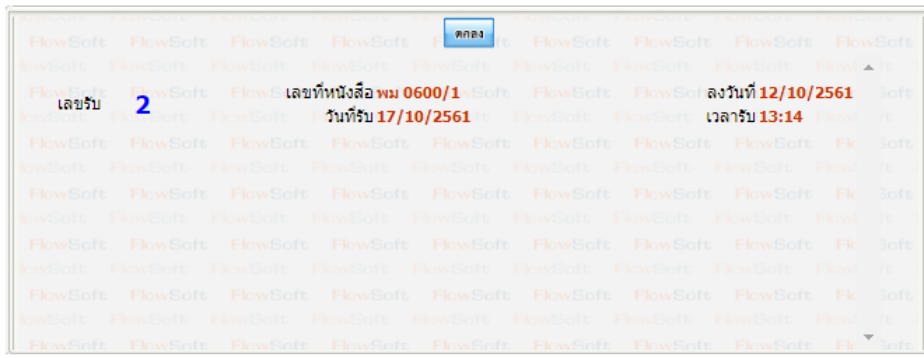 ตกลง
เลขรับ 2
เลขที่หนังสือ พม 0600/1 ลงวันที่ 12/10/2561
วันที่รับ 17/10/2561 เวลารับ 13:14
FlowSoft